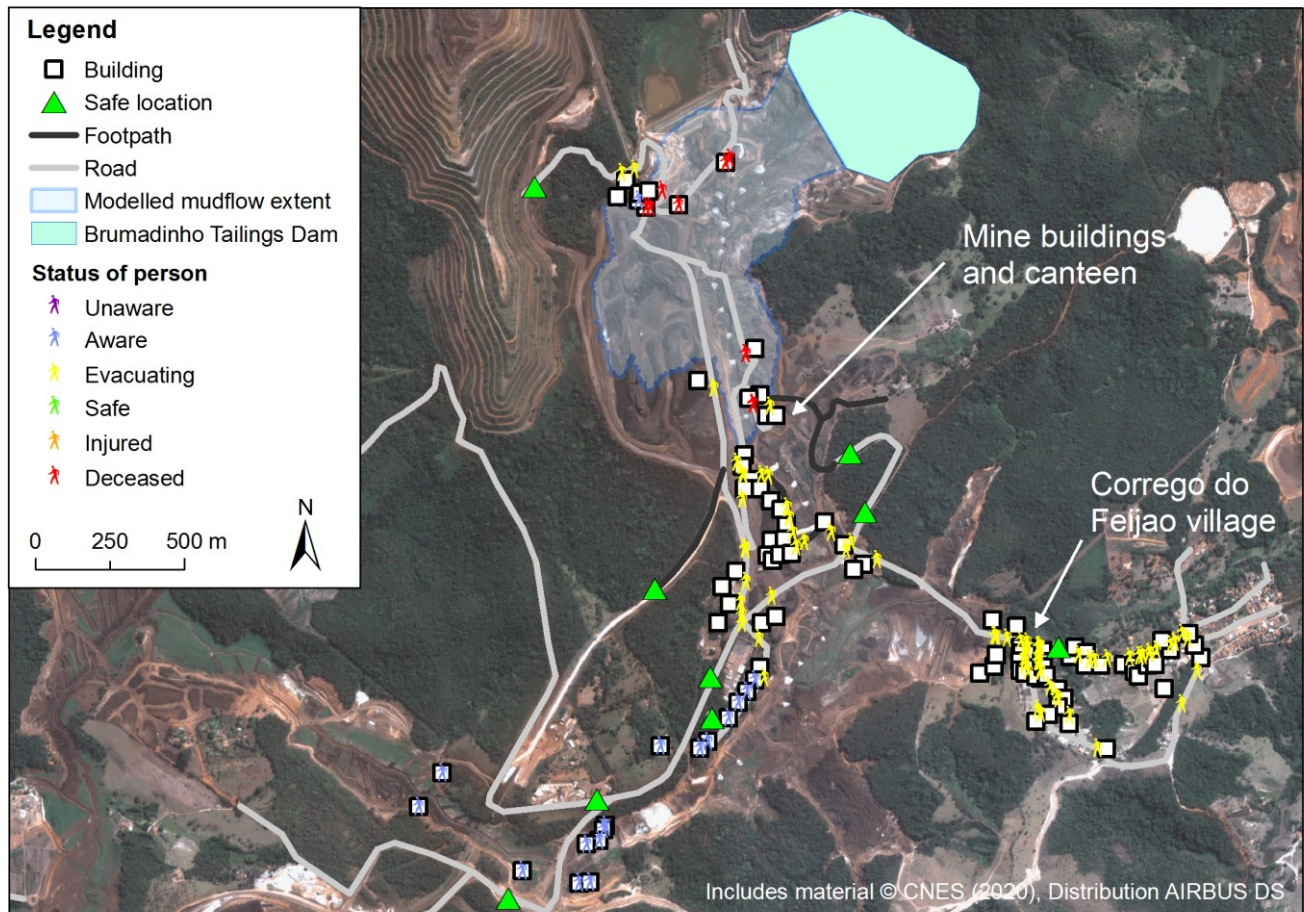 Legend
Building
Safe location
Footpath
Road
Modelled mudflow extent
Brumadinho Tailings Dam
Status of person
Unaware
Aware
Evacuating
Safe
Injured
Deceased
N
0 250 500 m
Mine buildings
and canteen
Corrego do
Feijao village
Includes material © CNES (2020), Distribution AIRBUS DS